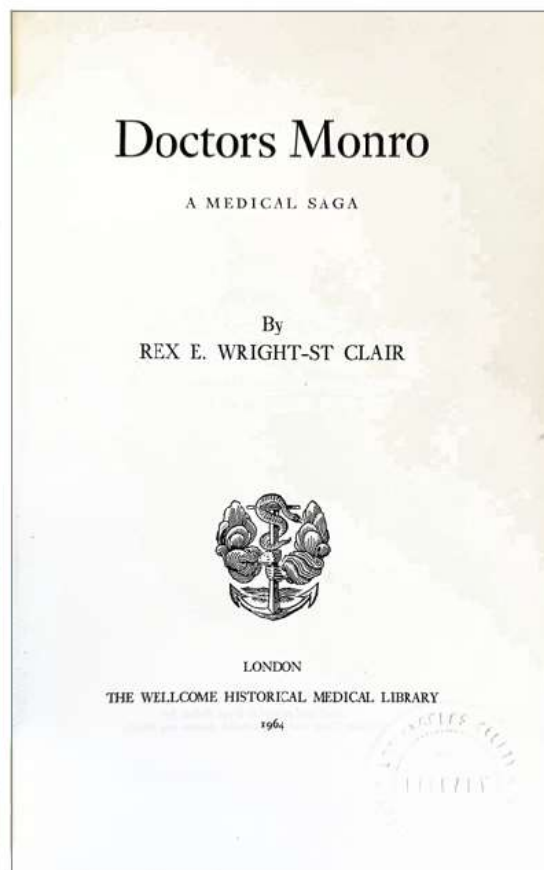 Doctors Monro
A MEDICAL SAGA
By
REX E. WRIGHT-ST CLAIR
LONDON
THE WELLCOME HISTORICAL MEDICAL LIBRARY
1964